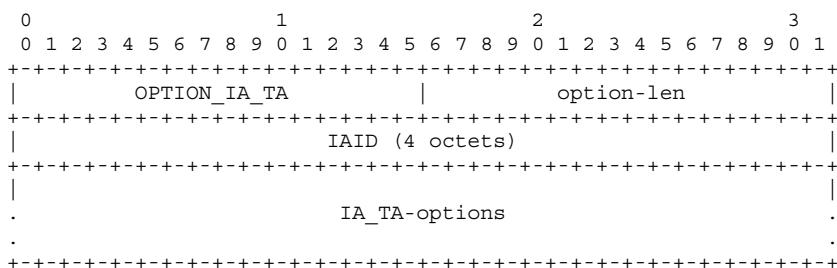 0                   1                   2                   3
 0 1 2 3 4 5 6 7 8 9 0 1 2 3 4 5 6 7 8 9 0 1 2 3 4 5 6 7 8 9 0 1
+-+-+-+-+-+-+-+-+-+-+-+-+-+-+-+-+-+-+-+-+-+-+-+-+-+-+-+-+-+-+-+-+
|         OPTION_IA_TA          |          option-len           |
+-+-+-+-+-+-+-+-+-+-+-+-+-+-+-+-+-+-+-+-+-+-+-+-+-+-+-+-+-+-+-+-+
|                        IAID (4 octets)                        |
+-+-+-+-+-+-+-+-+-+-+-+-+-+-+-+-+-+-+-+-+-+-+-+-+-+-+-+-+-+-+-+-+
|                                                               |
.                         IA_TA-options                         .
.                                                               .
+-+-+-+-+-+-+-+-+-+-+-+-+-+-+-+-+-+-+-+-+-+-+-+-+-+-+-+-+-+-+-+-+